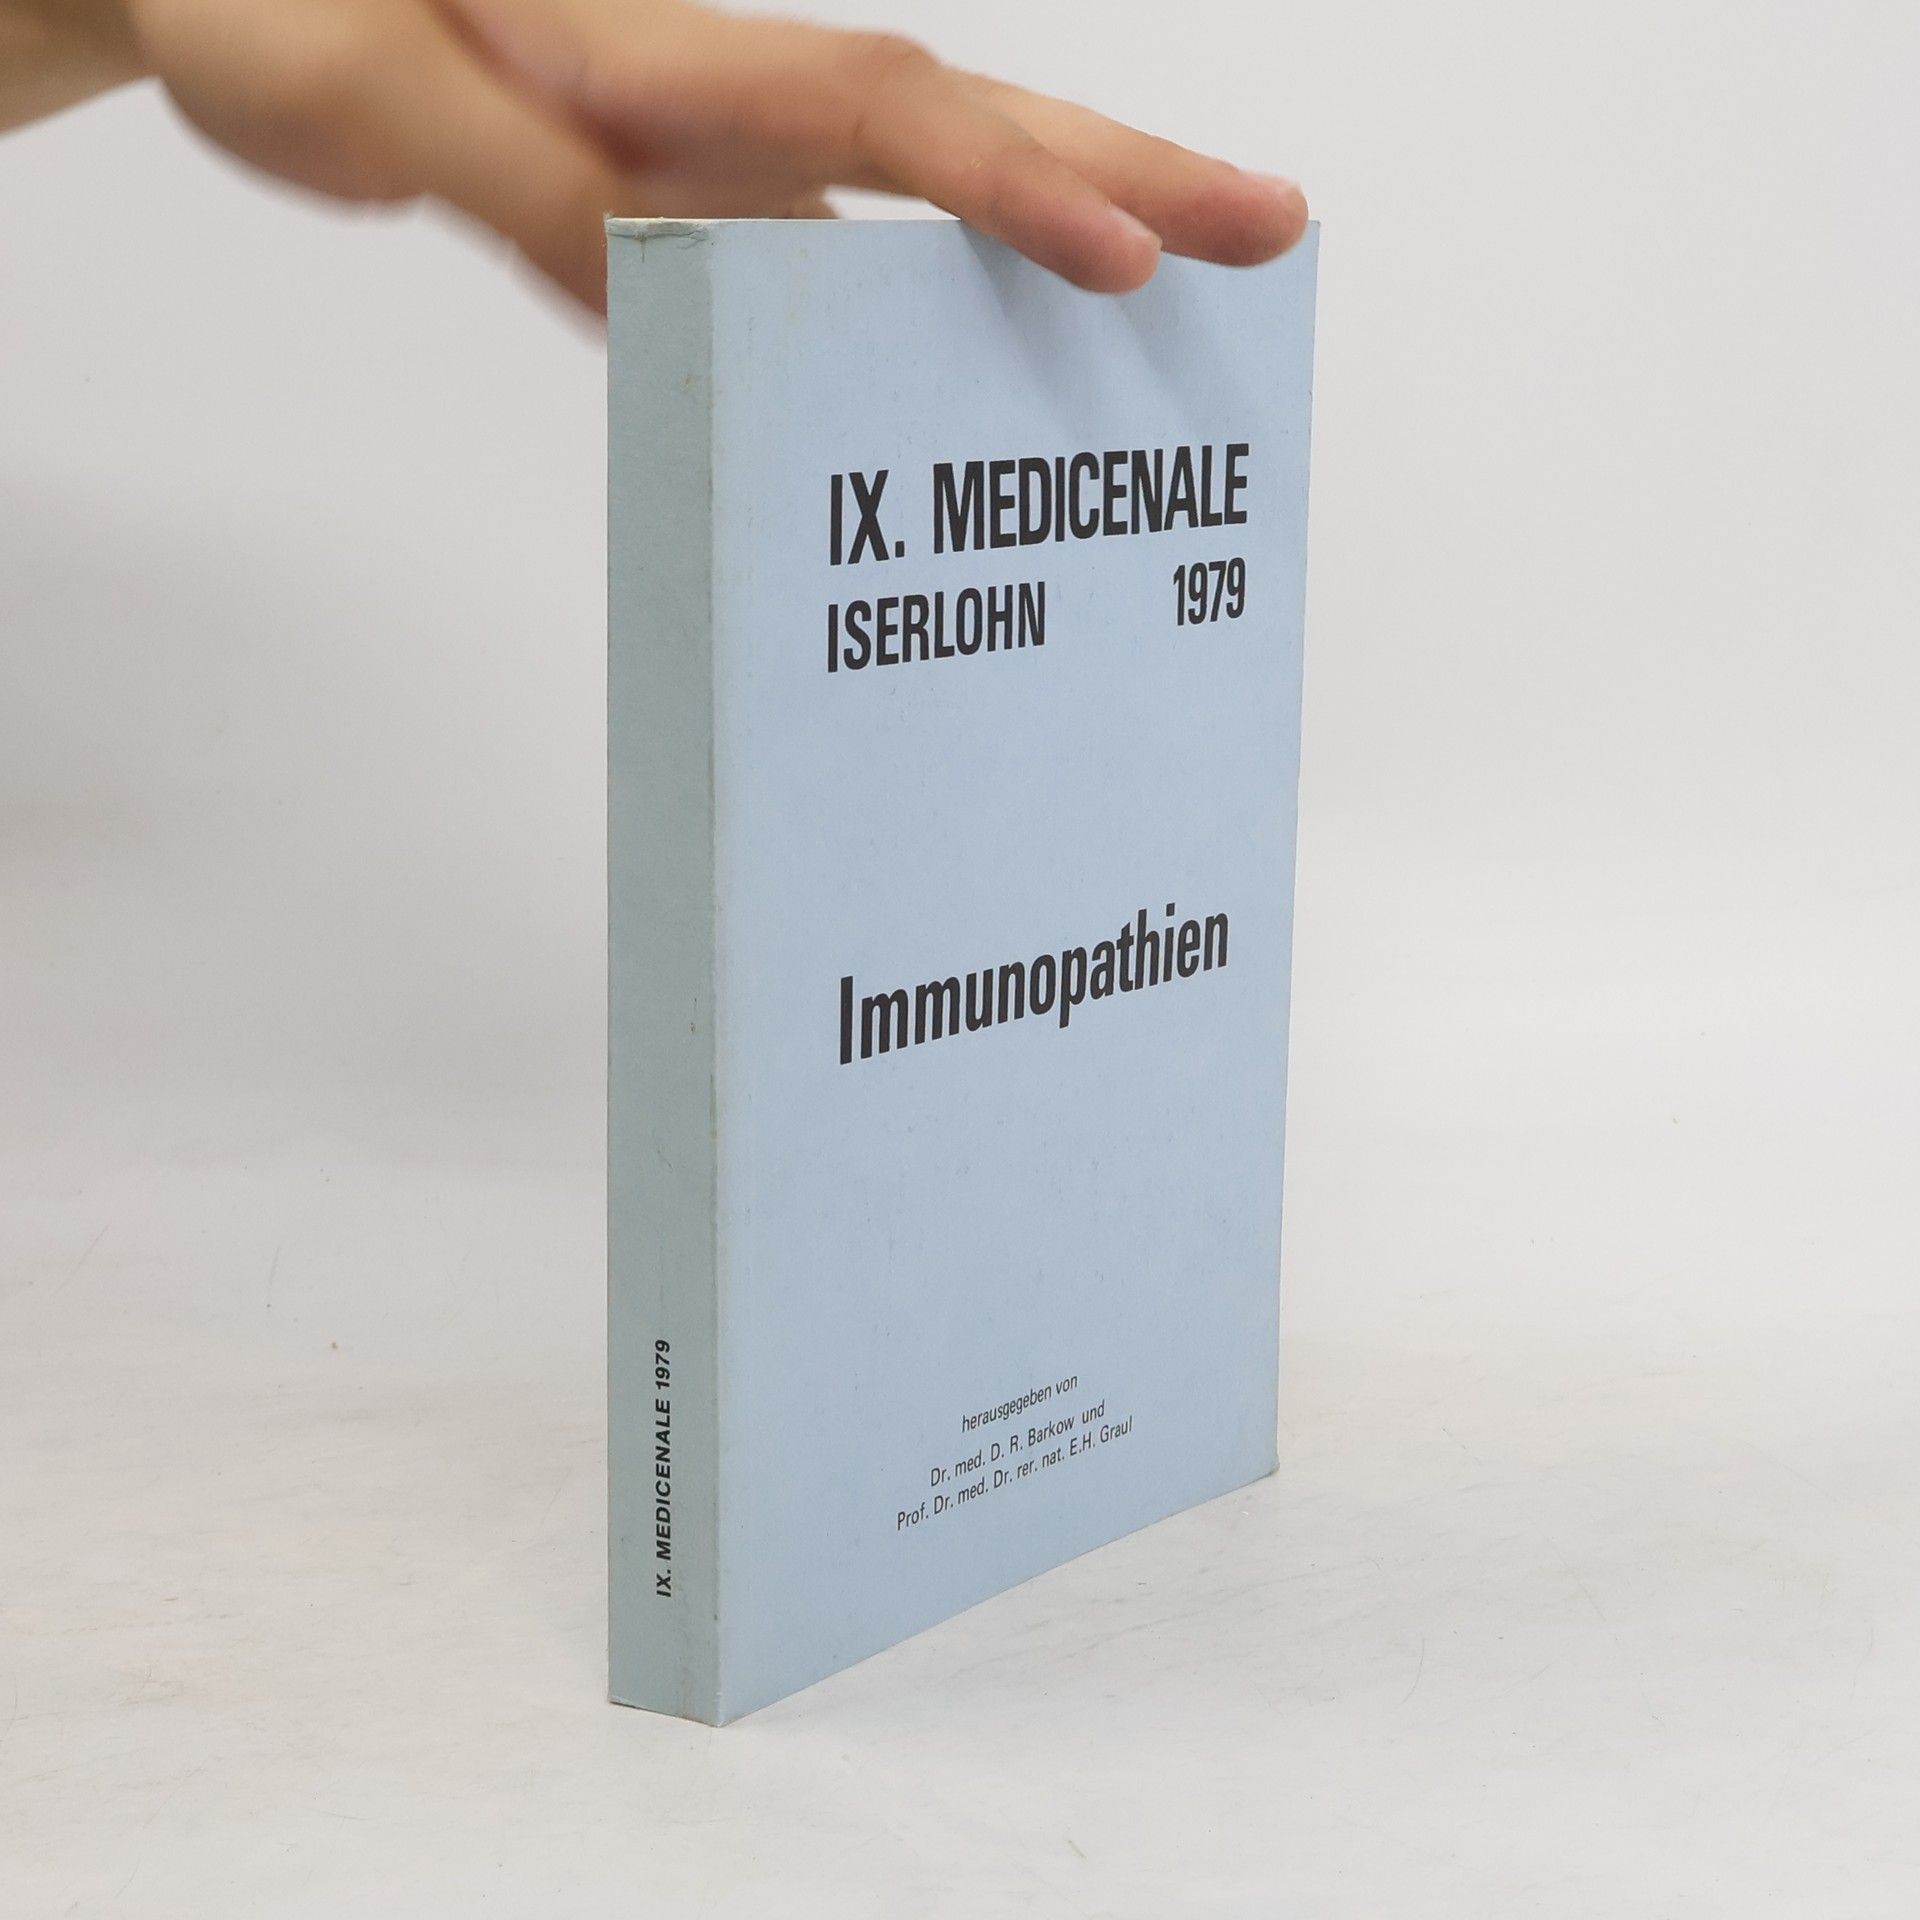 IX. MEDICENALE
ISERLOHN 1979
Immunopathien
herausgegeben von
Dr. med. D. R. Barkow und
Prof. Dr. med. Dr. rer. nat. E.H. Graul
IX. MEDICENALE 1979